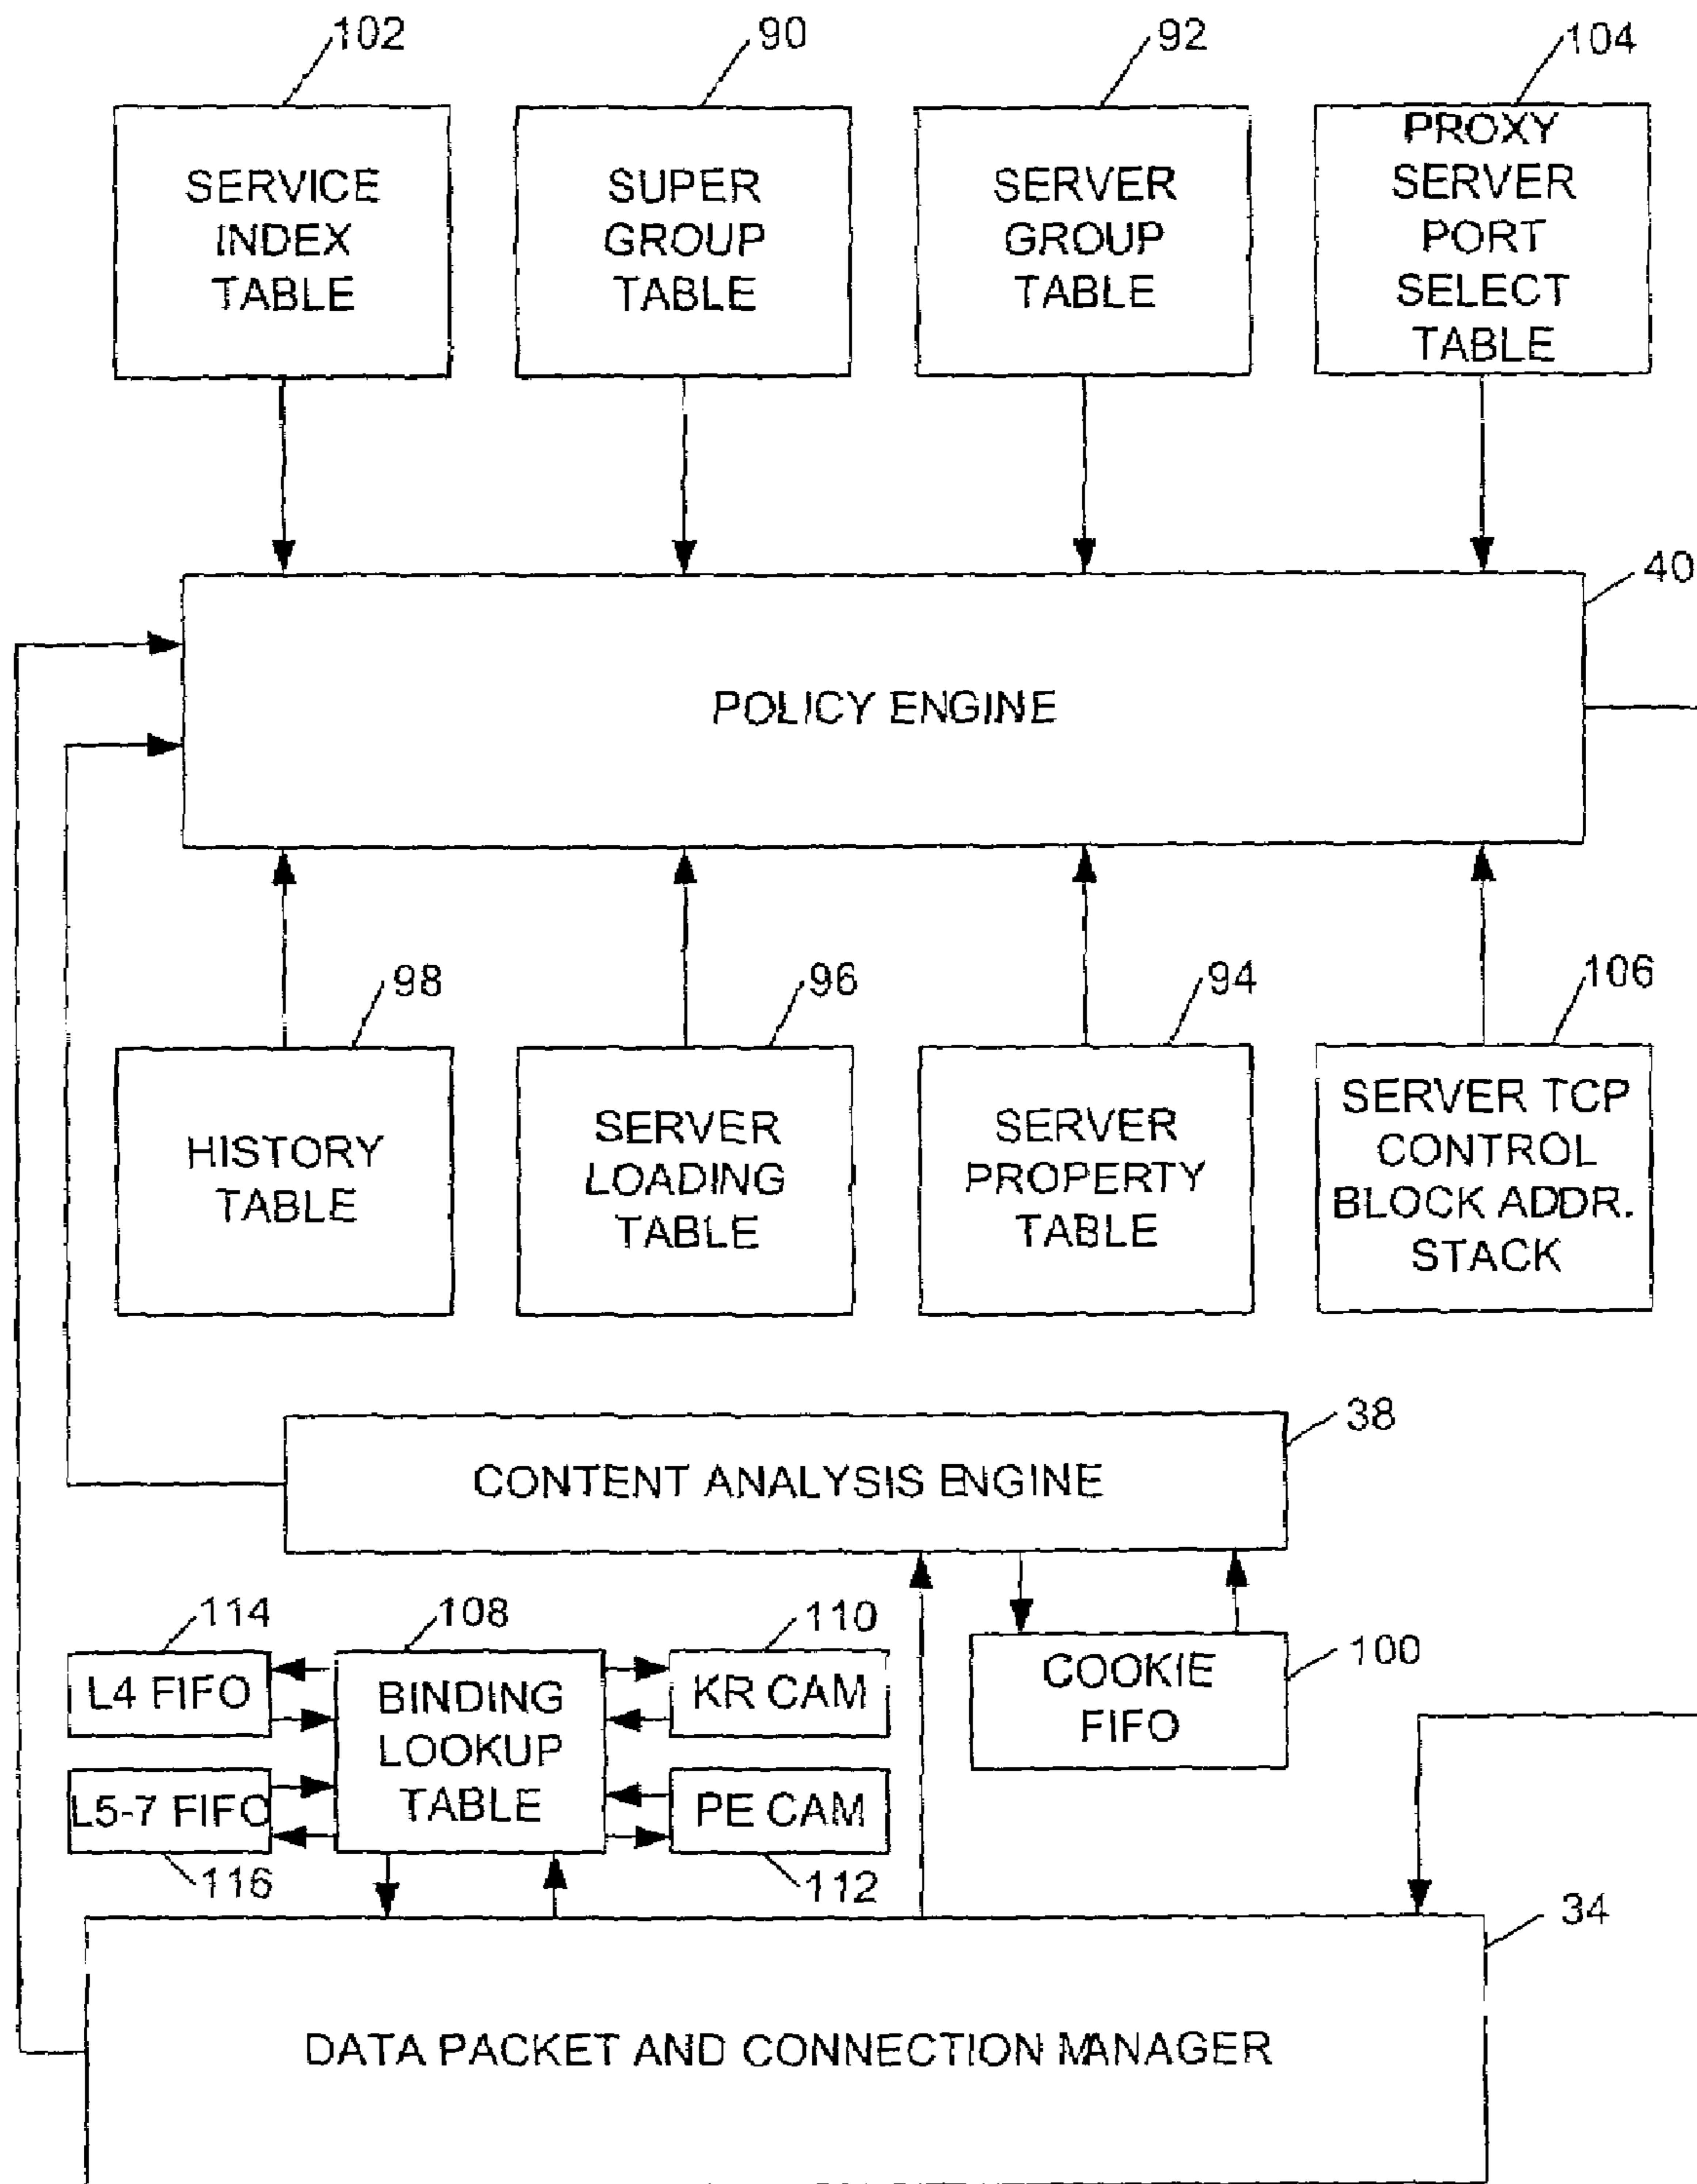 102
90
92
104
SERVICE
INDEX
TABLE
SUPER
GROUP
TABLE
SERVER
GROUP
TABLE
PROXY
SERVER
PORT
SELECT
TABLE
40
POLICY ENGINE
98
96
94
106
HISTORY
TABLE
SERVER
LOADING
TABLE
SERVER
PROPERTY
TABLE
SERVER TCP
CONTROL
BLOCK ADDR.
STACK
38
CONTENT ANALYSIS ENGINE
114
108
110
L4 FIFO
BINDING
LOOKUP
TABLE
KR CAM
COOKIE
FIFO
100
L5-7 FIFO
PE CAM
116
112
34
DATA PACKET AND CONNECTION MANAGER